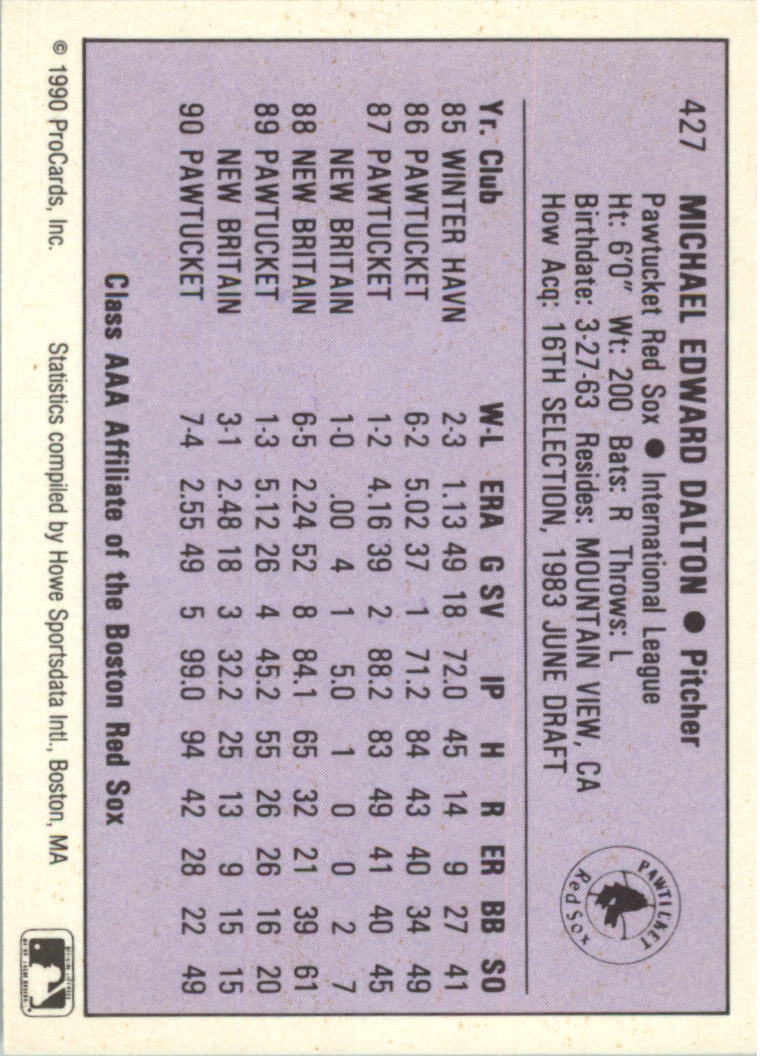 427 MICHAEL EDWARD DALTON ● Pitcher
Pawtucket Red Sox ● International League
Ht: 6'0" Wt: 200 Bats: R Throws: L
Birthdate: 3-27-63 Resides: MOUNTAIN VIEW, CA
How Acq: 16TH SELECTION, 1983 JUNE DRAFT
PAWTUCKET
Red Sox
Yr. Club W-L ERA G SV IP H R ER BB SO
85 WINTER HAVN 2-3 1.13 49 18 72.0 45 14 9 27 41
86 PAWTUCKET 6-2 5.02 37 1 71.2 84 43 40 34 49
87 PAWTUCKET 1-2 4.16 39 2 88.2 83 49 41 40 45
NEW BRITAIN 1-0 .00 4 1 5.0 1 0 0 2 7
88 NEW BRITAIN 6-5 2.24 52 8 84.1 65 32 21 39 61
89 PAWTUCKET 1-3 5.12 26 4 45.2 55 26 26 16 20
NEW BRITAIN 3-1 2.48 18 3 32.2 25 13 9 15 15
90 PAWTUCKET 7-4 2.55 49 5 99.0 94 42 28 22 49
Class AAA Affiliate of the Boston Red Sox
© 1990 ProCards, Inc. Statistics compiled by Howe Sportsdata Intl., Boston, MA